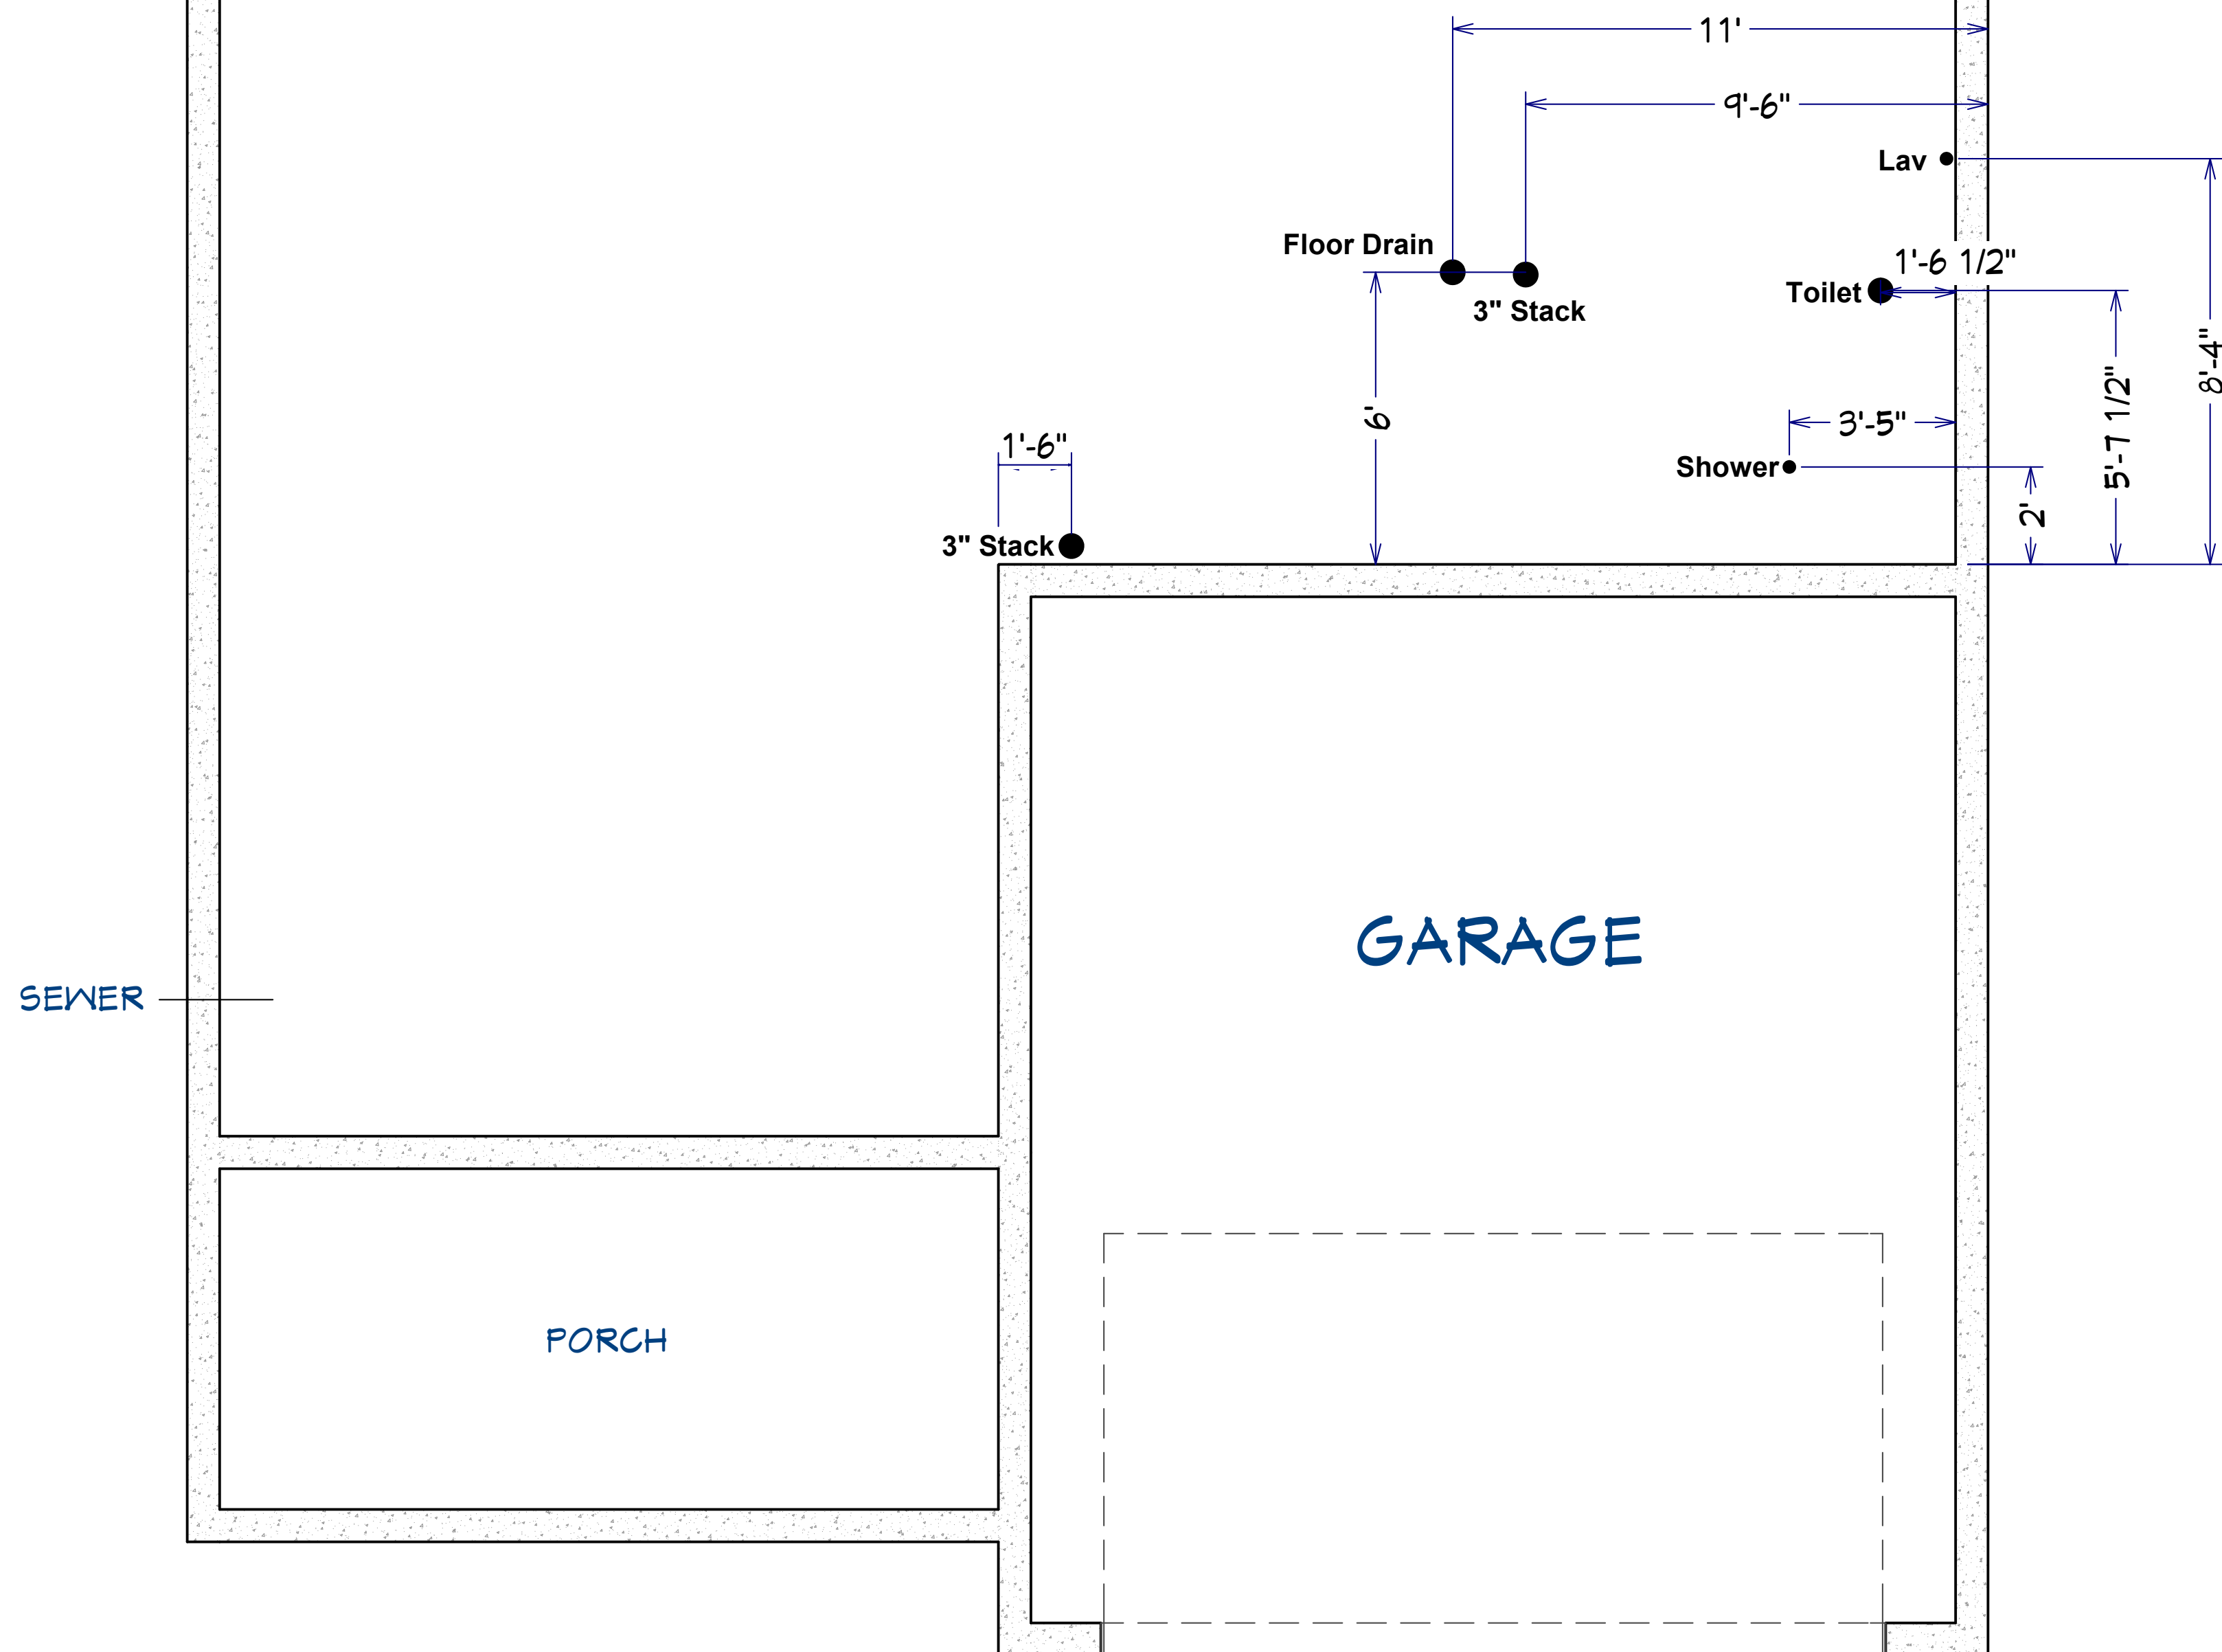 11'
9'-6"
Lav
Floor Drain
1'-6 1/2"
Toilet
3" Stack
8'-4"
5'-7 1/2"
6'
3'-5"
1'-6"
Shower
2'
3" Stack
GARAGE
SEWER
PORCH